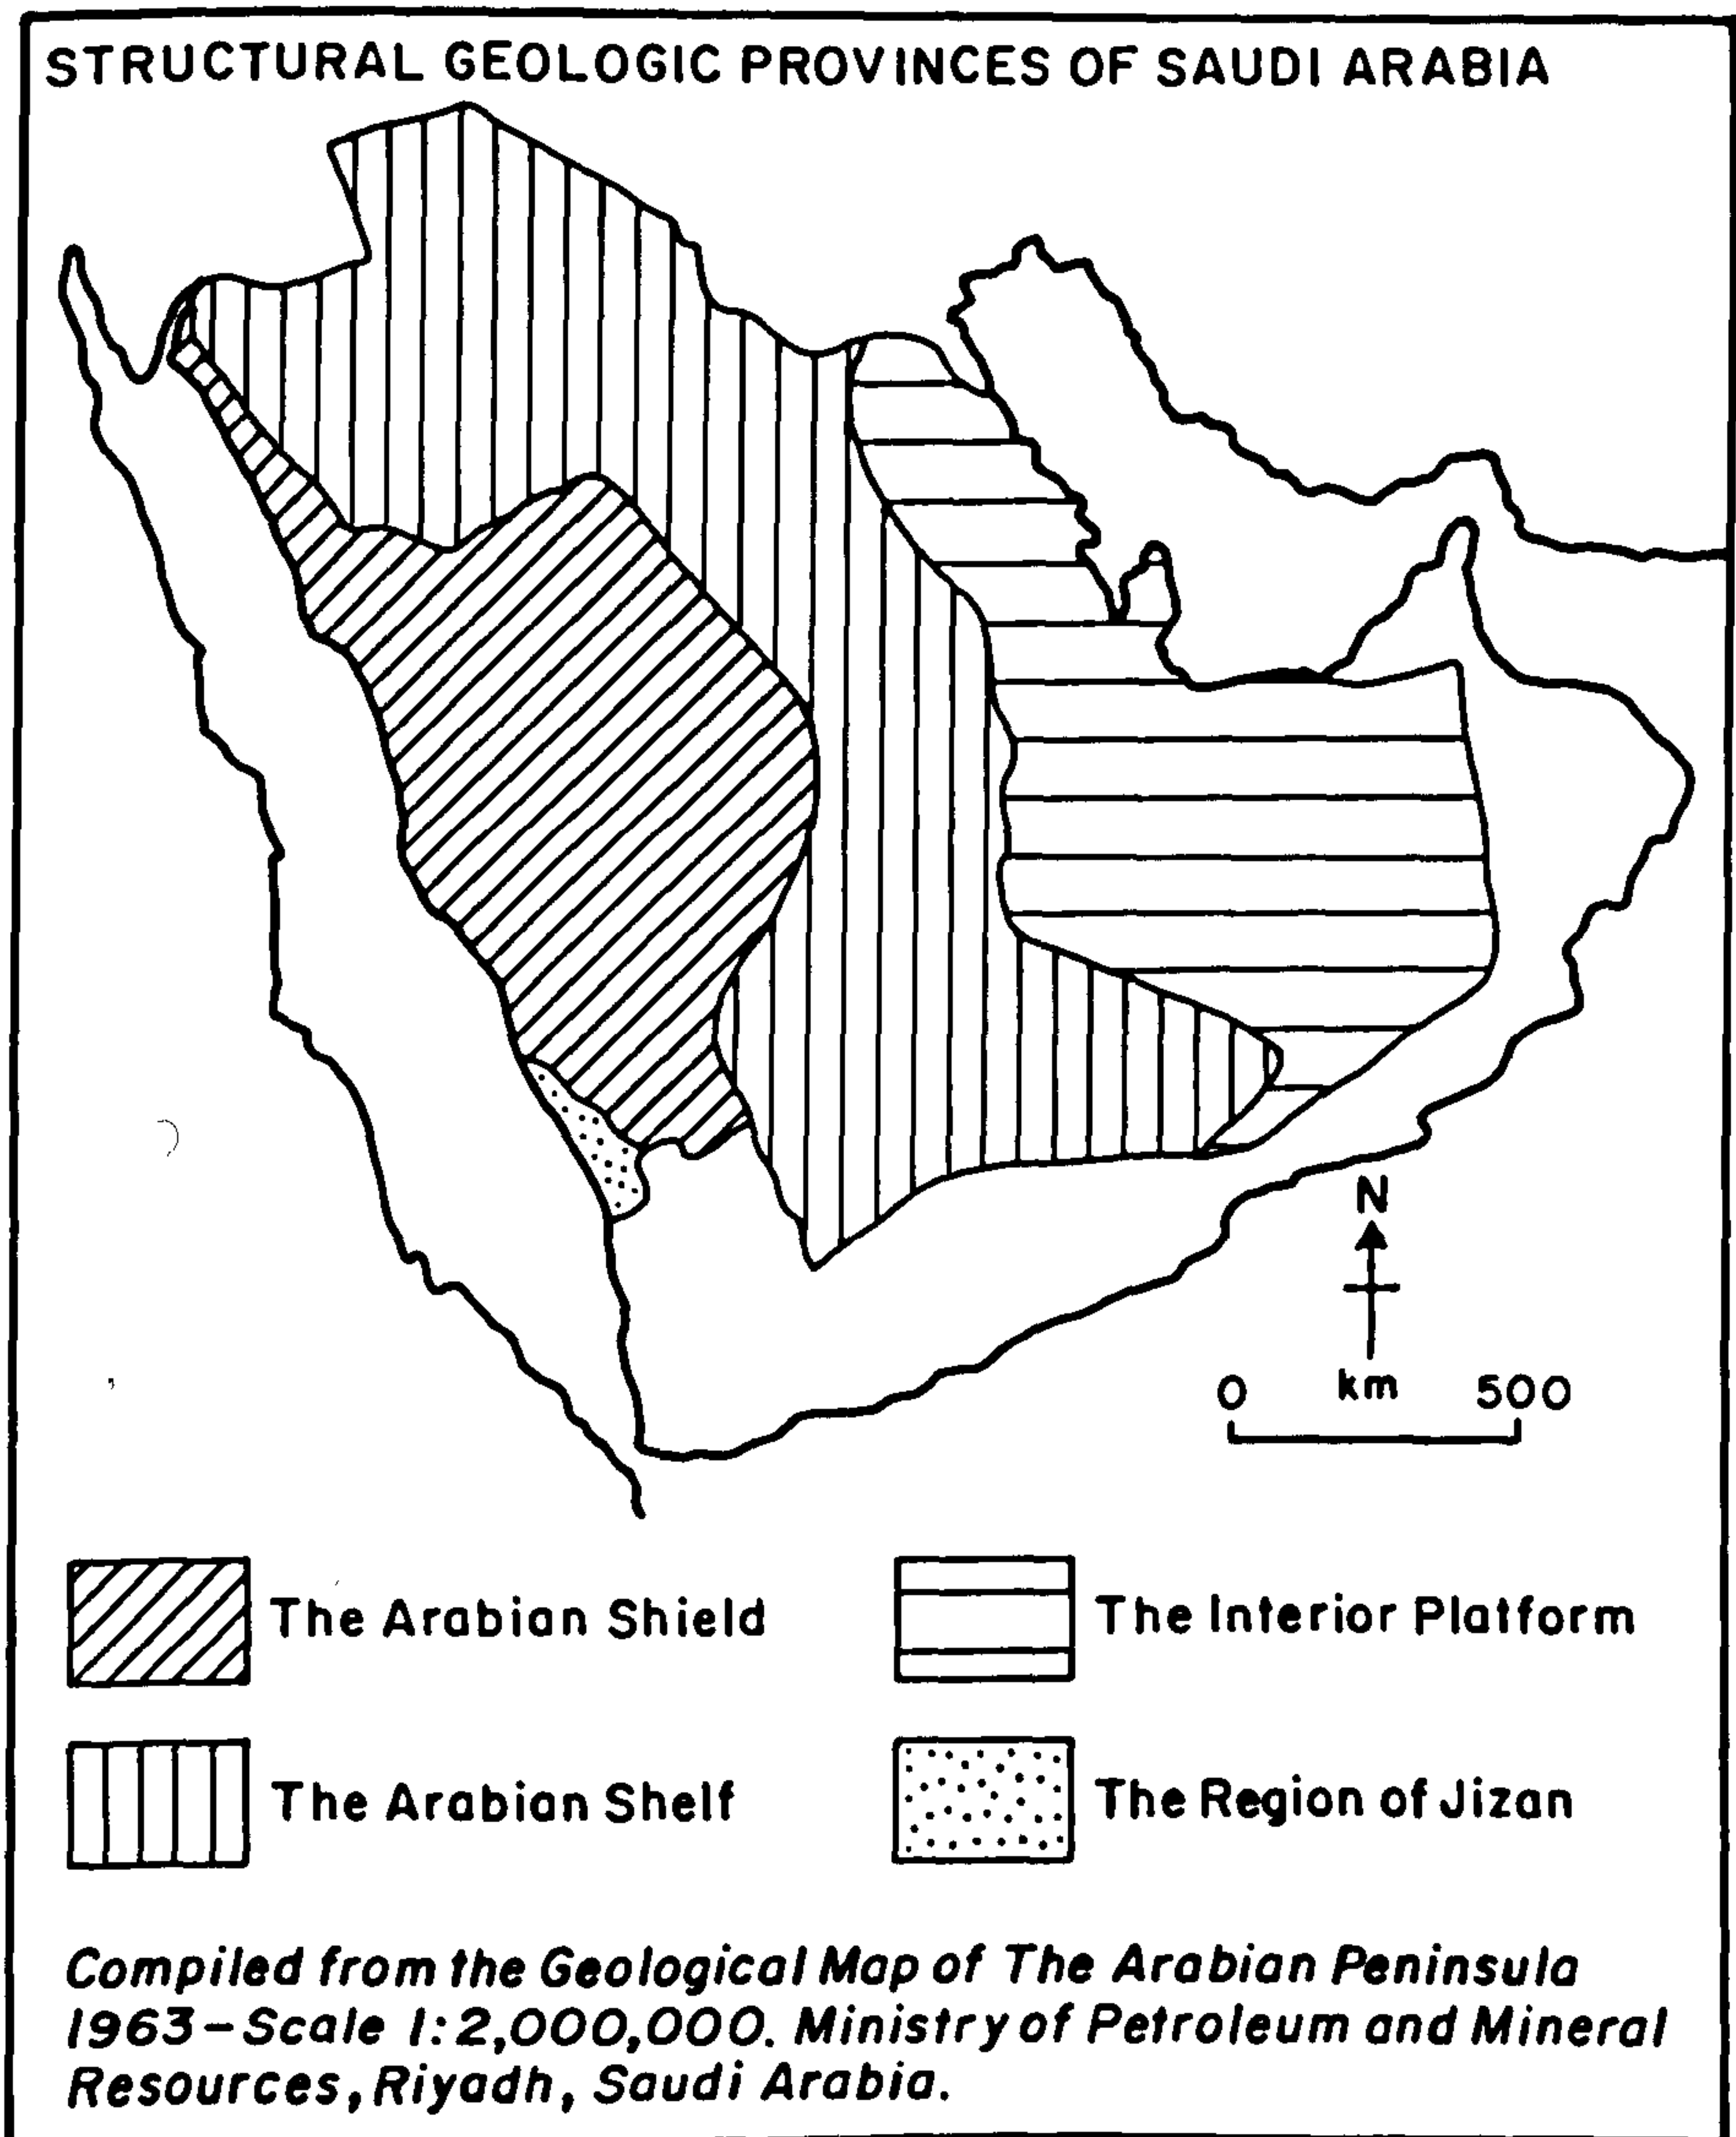 STRUCTURAL GEOLOGIC PROVINCES OF SAUDI ARABIA
N
0 km 500
The Arabian Shield
The Interior Platform
The Arabian Shelf
The Region of Jizan
Compiled from the Geological Map of The Arabian Peninsula
1963-Scale 1:2,000,000. Ministry of Petroleum and Mineral
Resources, Riyadh, Saudi Arabia.